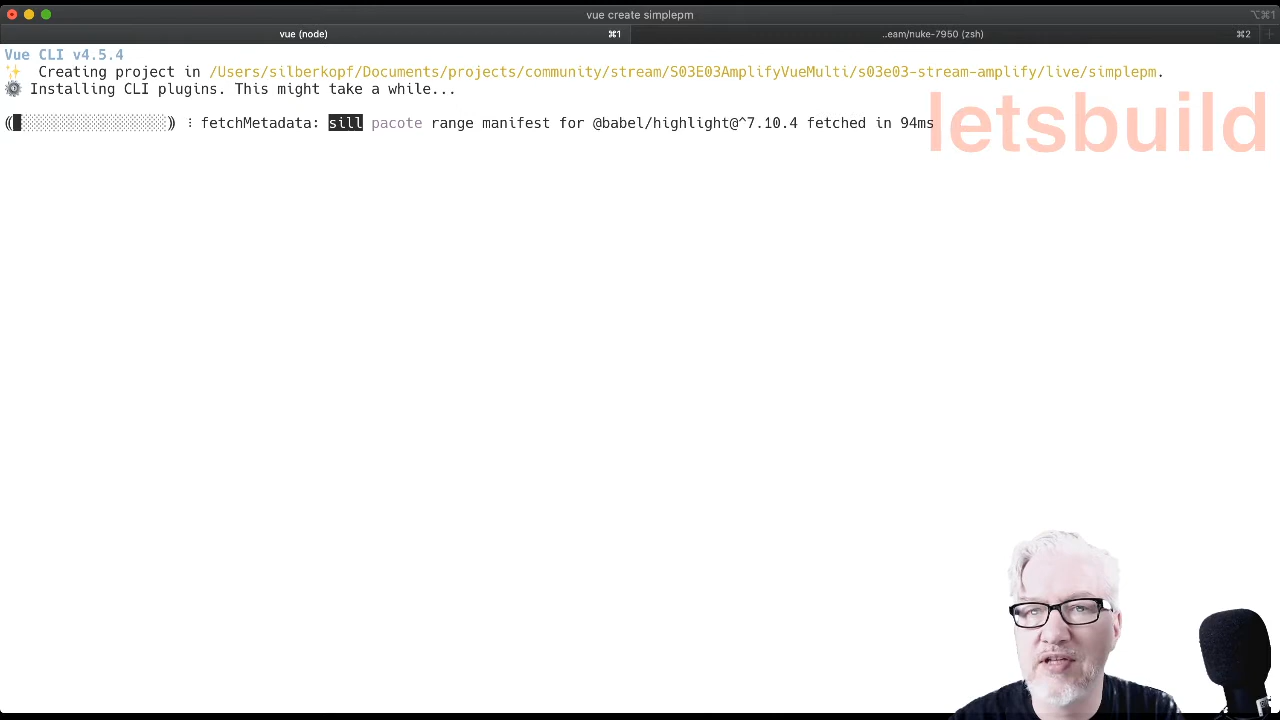 vue create simplepm
⌥⌘1
vue (node)
⌘1
..eam/nuke-7950 (zsh)
⌘2
Vue CLI v4.5.4
✨ Creating project in /Users/silberkopf/Documents/projects/community/stream/S03E03AmplifyVueMulti/s03e03-stream-amplify/live/simplepm.
⚙️ Installing CLI plugins. This might take a while...
⸨█░░░░░░░░░░░░░░░░░⸩ ⠸ fetchMetadata: sill pacote range manifest for @babel/highlight@^7.10.4 fetched in 94ms
letsbuild